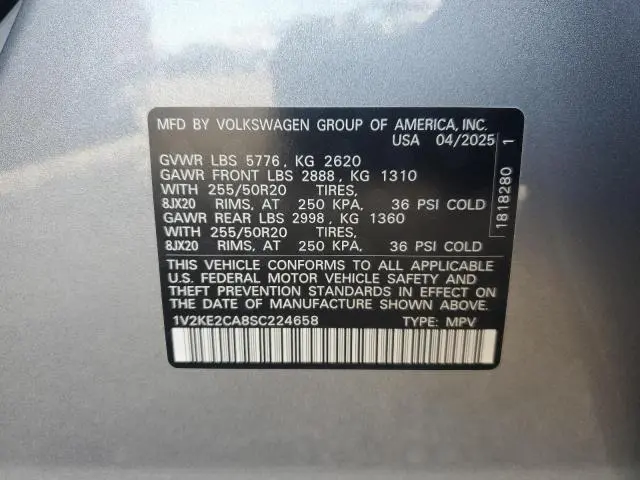 MFD BY VOLKSWAGEN GROUP OF AMERICA, INC.
USA 04/2025
GVWR LBS 5776, KG 2620
GAWR FRONT LBS 2888, KG 1310
WITH 255/50R20 TIRES,
8JX20 RIMS, AT 250 KPA, 36 PSI COLD
GAWR REAR LBS 2998, KG 1360
WITH 255/50R20 TIRES,
8JX20 RIMS, AT 250 KPA, 36 PSI COLD
THIS VEHICLE CONFORMS TO ALL APPLICABLE
U.S. FEDERAL MOTOR VEHICLE SAFETY AND
THEFT PREVENTION STANDARDS IN EFFECT ON
THE DATE OF MANUFACTURE SHOWN ABOVE.
1V2KE2CA8SC224658 TYPE: MPV
1818280 1